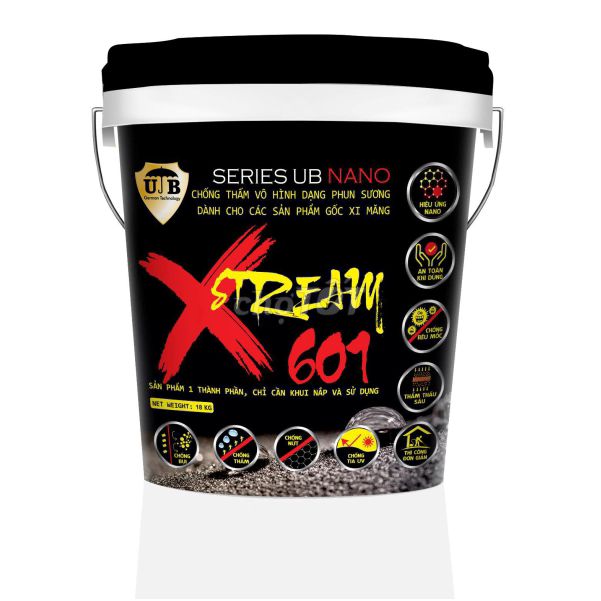 UB
German Technology
SERIES UB NANO
CHỐNG THẤM VÔ HÌNH DẠNG PHUN SƯƠNG
DÀNH CHO CÁC SẢN PHẨM GỐC XI MĂNG
HIỆU ỨNG
NANO
AN TOÀN
KHI DÙNG
XSTREAM
601
CHỐNG
RÊU MỐC
THẨM THẤU
SÂU
SẢN PHẨM 1 THÀNH PHẦN, CHỈ CẦN KHUI NẮP VÀ SỬ DỤNG
NET WEIGHT: 18 KG
CHỐNG
BỤI
CHỐNG
THẤM
CHỐNG
NỨT
CHỐNG
TIA UV
THI CÔNG
ĐƠN GIẢN